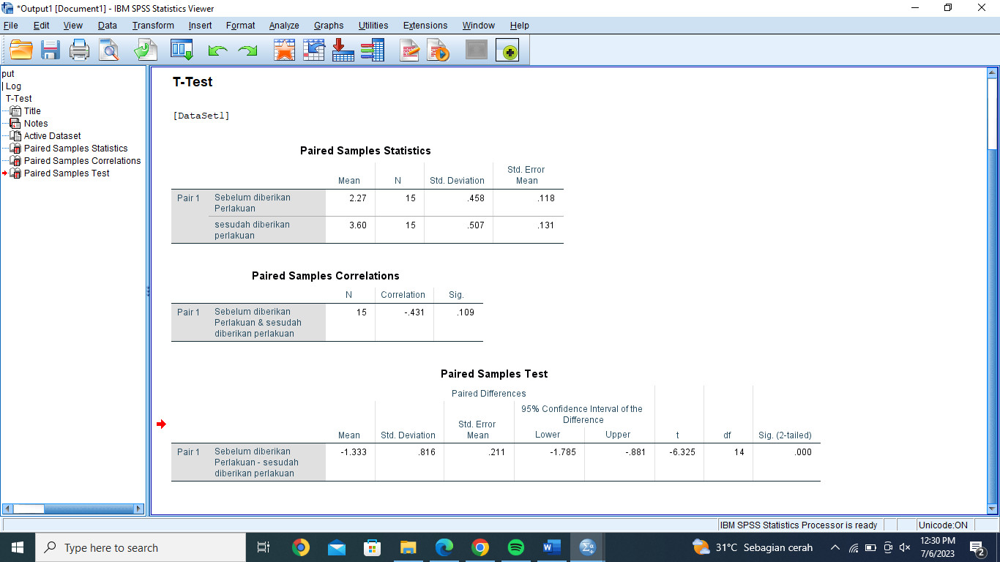 *Output1 [Document1] - IBM SPSS Statistics Viewer
File Edit View Data Transform Insert Format Analyze Graphs Utilities Extensions Window Help
put
Log
T-Test
Title
Notes
Active Dataset
Paired Samples Statistics
Paired Samples Correlations
Paired Samples Test
T-Test
[DataSet1]
Paired Samples Statistics
Mean N Std. Deviation Std. Error Mean
Pair 1 Sebelum diberikan Perlakuan 2.27 15 .458 .118
sesudah diberikan perlakuan 3.60 15 .507 .131
Paired Samples Correlations
N Correlation Sig.
Pair 1 Sebelum diberikan Perlakuan & sesudah diberikan perlakuan 15 -.431 .109
Paired Samples Test
Paired Differences
95% Confidence Interval of the Difference
Mean Std. Deviation Std. Error Mean Lower Upper t df Sig. (2-tailed)
Pair 1 Sebelum diberikan Perlakuan - sesudah diberikan perlakuan -1.333 .816 .211 -1.785 -.881 -6.325 14 .000
IBM SPSS Statistics Processor is ready Unicode:ON
Type here to search
31°C Sebagian cerah
12:30 PM
7/6/2023
2